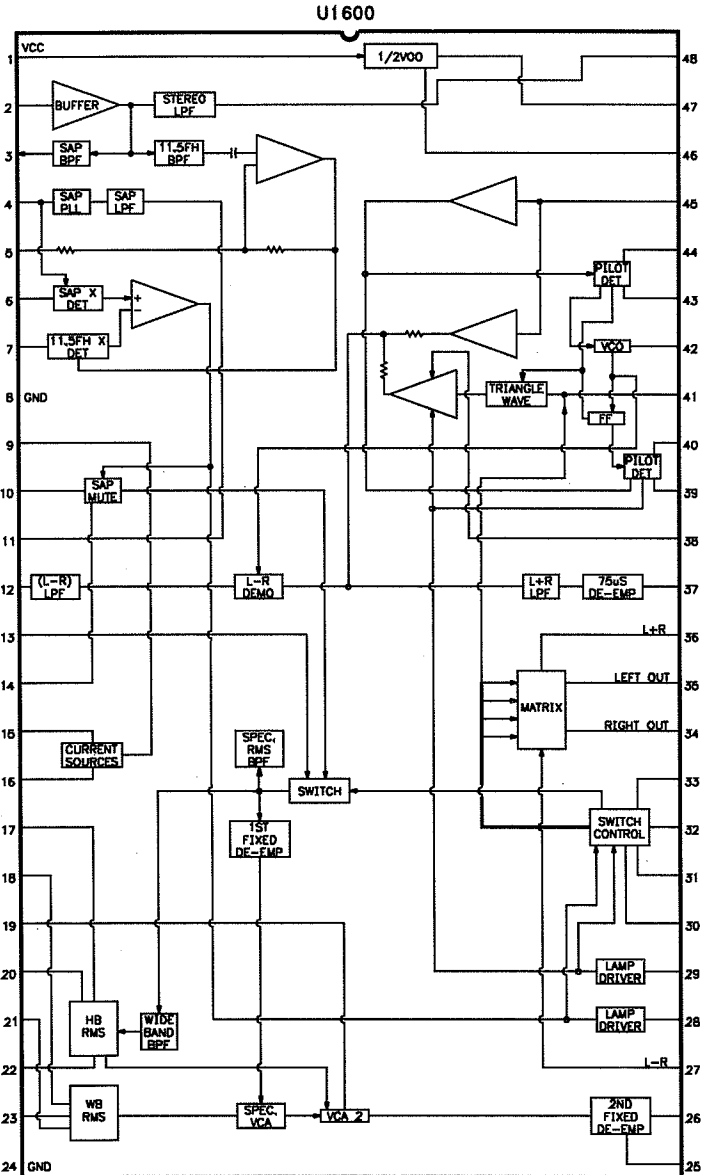 U1600
1
VCC
1/2VOO
48
2
BUFFER
STEREO
LPF
47
3
SAP
BPF
11.5FH
BPF
46
4
SAP
PLL
SAP
LPF
45
5
44
6
SAP X
DET
+
−
PILOT
DET
43
7
11.5FH X
DET
VCO
42
8
GND
TRIANGLE
WAVE
41
FF
9
40
10
SAP
MUTE
PILOT
DET
39
11
38
12
(L-R)
LPF
L-R
DEMO
L+R
LPF
75uS
DE-EMP
37
13
L+R
36
14
MATRIX
LEFT OUT
35
15
CURRENT
SOURCES
SPEC.
RMS
BPF
RIGHT OUT
34
16
SWITCH
33
17
1ST
FIXED
DE-EMP
SWITCH
CONTROL
32
18
31
19
30
20
LAMP
DRIVER
29
21
HB
RMS
WIDE
BAND
BPF
LAMP
DRIVER
28
22
L-R
27
23
WB
RMS
SPEC.
VCA
VCA 2
2ND
FIXED
DE-EMP
26
24
GND
25